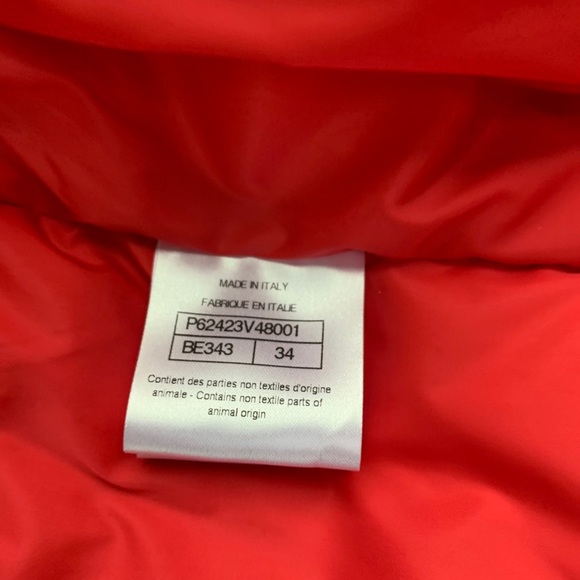 MADE IN ITALY
FABRIQUE EN ITALIE
P62423V48001
BE343 34
Contient des parties non textiles d'origine
animale - Contains non textile parts of
animal origin